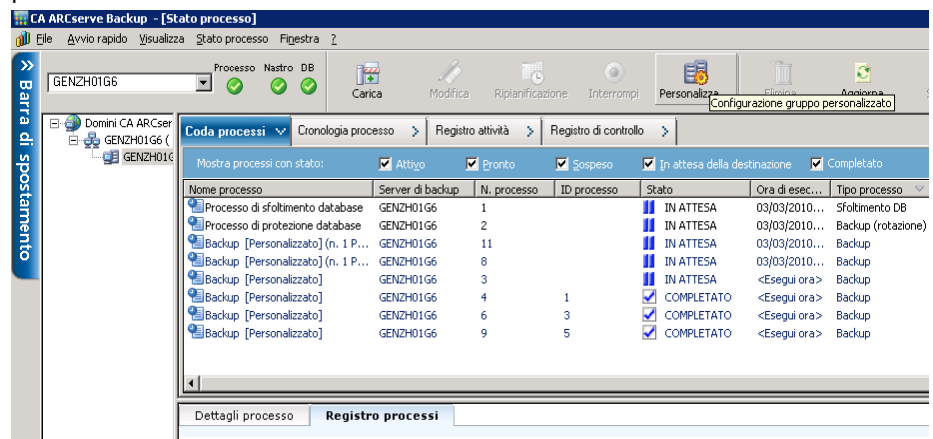 CA ARCserve Backup - [Stato processo]
File Avvio rapido Visualizza Stato processo Finestra ?
GENZH01G6
Processo Nastro DB
Carica Modifica Ripianificazione Interrompi Personalizza Elimina Aggiorna
Configurazione gruppo personalizzato
Barra di spostamento
Domini CA ARCser
GENZH01G6 (
GENZH01G
Coda processi Cronologia processo Registro attività Registro di controllo
Mostra processi con stato: Attivo Pronto Sospeso In attesa della destinazione Completato
Nome processo Server di backup N. processo ID processo Stato Ora di esec... Tipo processo
Processo di sfoltimento database GENZH01G6 1 IN ATTESA 03/03/2010... Sfoltimento DB
Processo di protezione database GENZH01G6 2 IN ATTESA 03/03/2010... Backup (rotazione)
Backup [Personalizzato] (n. 1 P... GENZH01G6 11 IN ATTESA 03/03/2010... Backup
Backup [Personalizzato] (n. 1 P... GENZH01G6 8 IN ATTESA 03/03/2010... Backup
Backup [Personalizzato] GENZH01G6 3 IN ATTESA <Esegui ora> Backup
Backup [Personalizzato] GENZH01G6 4 1 COMPLETATO <Esegui ora> Backup
Backup [Personalizzato] GENZH01G6 6 3 COMPLETATO <Esegui ora> Backup
Backup [Personalizzato] GENZH01G6 9 5 COMPLETATO <Esegui ora> Backup
Dettagli processo Registro processi